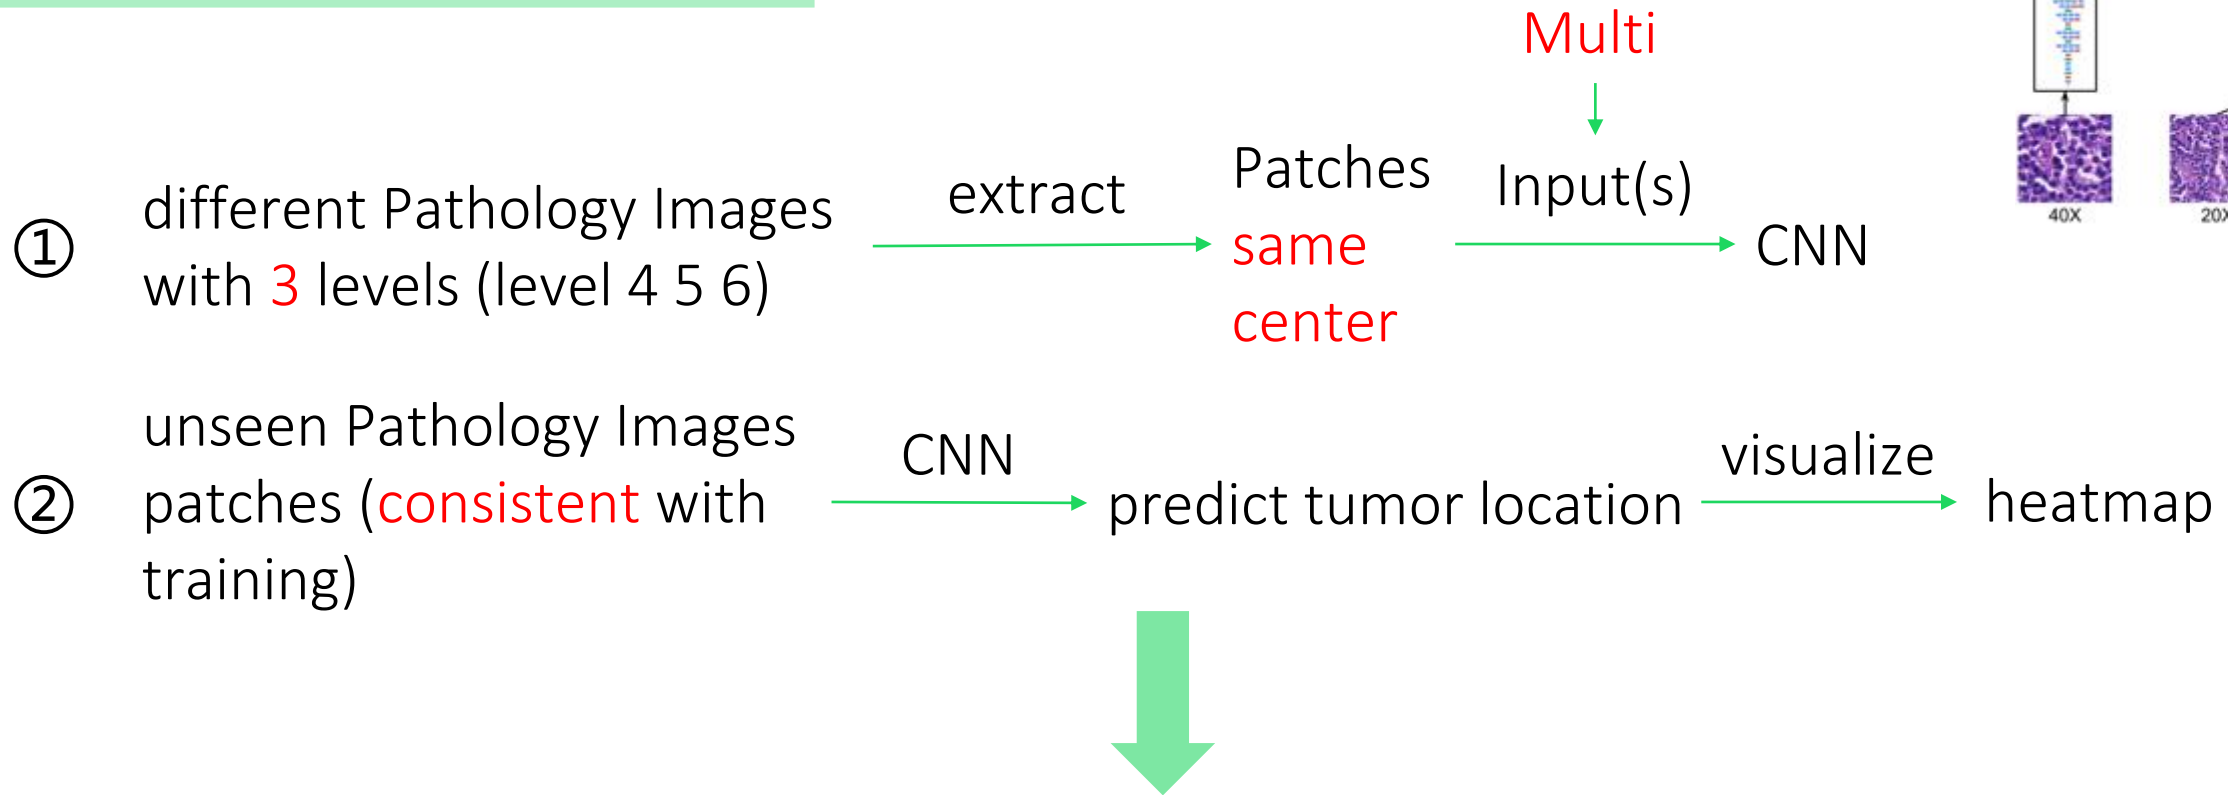 Multi
① different Pathology Images
with 3 levels (level 4 5 6)
extract
Patches
same
center
Input(s)
CNN
40X
20X
② unseen Pathology Images
patches (consistent with
training)
CNN
predict tumor location
visualize
heatmap